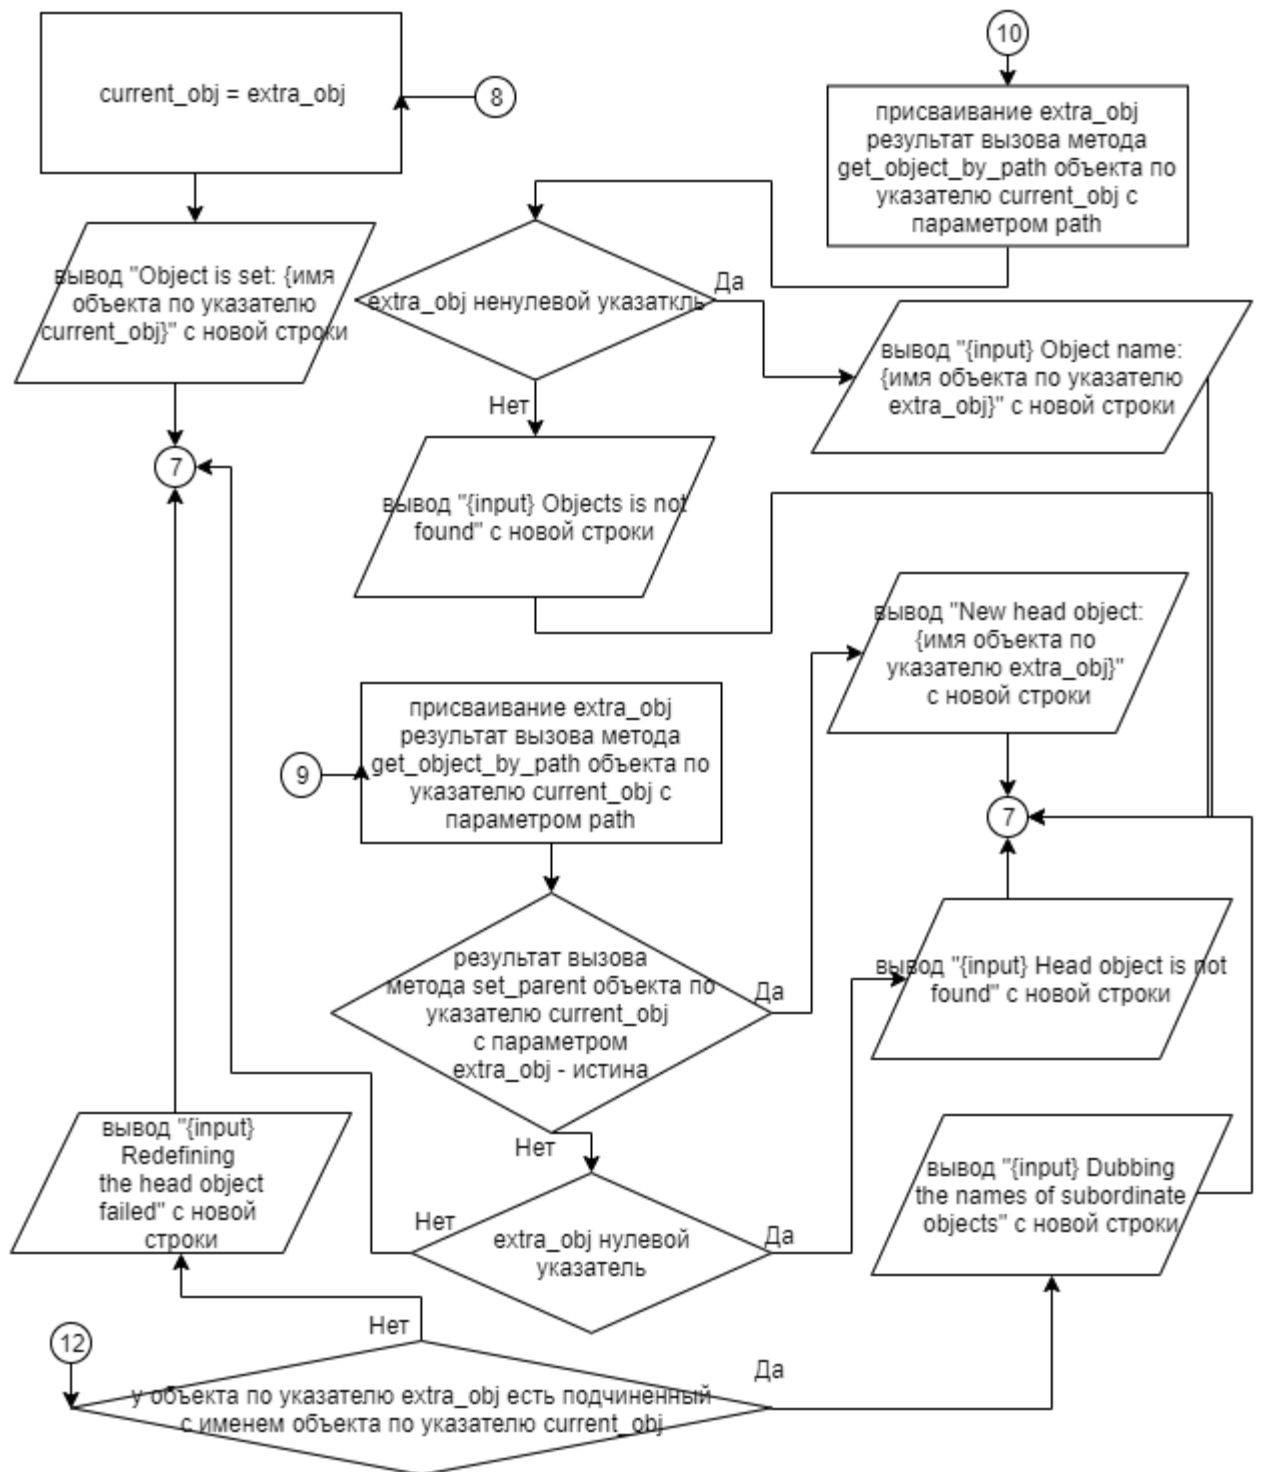 current_obj = extra_obj
8
10
присваивание extra_obj
результат вызова метода
get_object_by_path объекта по
указателю current_obj с
параметром path
вывод "Object is set: {имя
объекта по указателю
current_obj}" с новой строки
extra_obj ненулевой указаткль
Да
Нет
вывод "{input} Object name:
{имя объекта по указателю
extra_obj}" с новой строки
7
вывод "{input} Objects is not
found" с новой строки
вывод "New head object:
{имя объекта по
указателю extra_obj}"
с новой строки
9
присваивание extra_obj
результат вызова метода
get_object_by_path объекта по
указателю current_obj с
параметром path
7
результат вызова
метода set_parent объекта по
указателю current_obj
с параметром
extra_obj - истина
Да
Нет
вывод "{input} Head object is not
found" с новой строки
вывод "{input}
Redefining
the head object
failed" с новой
строки
Нет
extra_obj нулевой
указатель
Да
вывод "{input} Dubbing
the names of subordinate
objects" с новой строки
12
Нет
у объекта по указателю extra_obj есть подчиненный
с именем объекта по указателю current_obj
Да